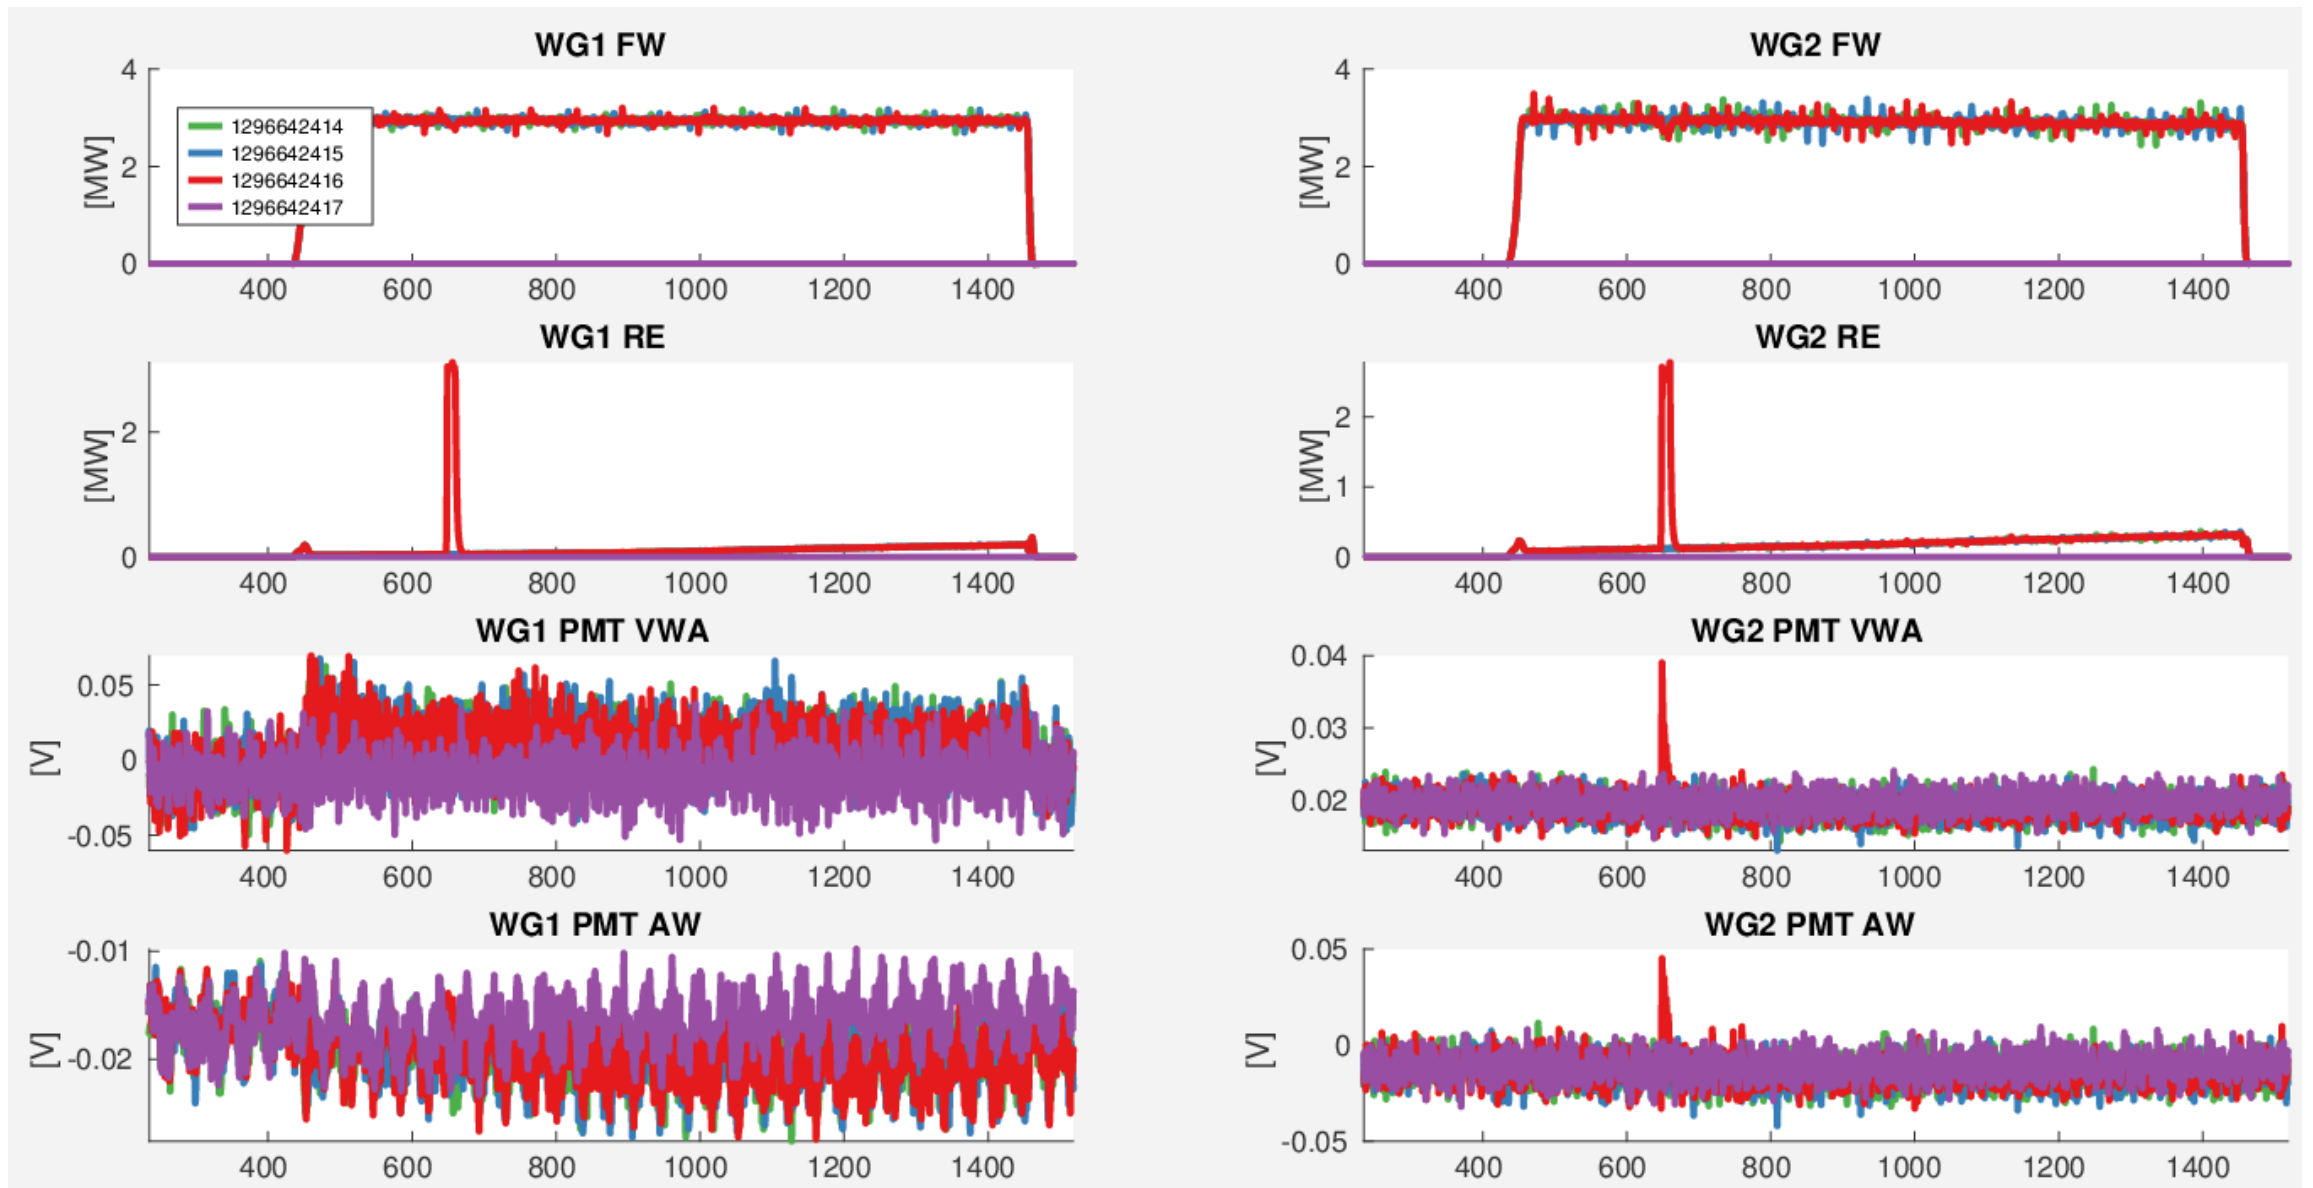 WG1 FW
4
2
0
[MW]
1296642414
1296642415
1296642416
1296642417
400 600 800 1000 1200 1400
WG2 FW
4
2
0
[MW]
400 600 800 1000 1200 1400
WG1 RE
2
0
[MW]
400 600 800 1000 1200 1400
WG2 RE
2
1
0
[MW]
400 600 800 1000 1200 1400
WG1 PMT VWA
0.05
0
-0.05
[V]
400 600 800 1000 1200 1400
WG2 PMT VWA
0.04
0.03
0.02
[V]
400 600 800 1000 1200 1400
WG1 PMT AW
-0.01
-0.02
[V]
400 600 800 1000 1200 1400
WG2 PMT AW
0.05
0
-0.05
[V]
400 600 800 1000 1200 1400